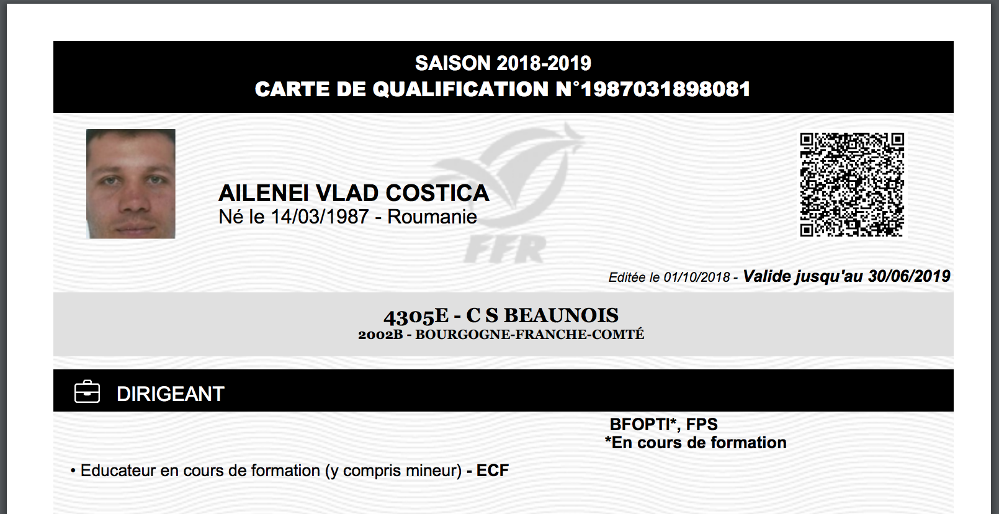 SAISON 2018-2019
CARTE DE QUALIFICATION N°1987031898081
AILENEI VLAD COSTICA
Né le 14/03/1987 - Roumanie
FFR
Editée le 01/10/2018 - Valide jusqu'au 30/06/2019
4305E - C S BEAUNOIS
2002B - BOURGOGNE-FRANCHE-COMTÉ
DIRIGEANT
BFOPTI*, FPS
*En cours de formation
• Educateur en cours de formation (y compris mineur) - ECF